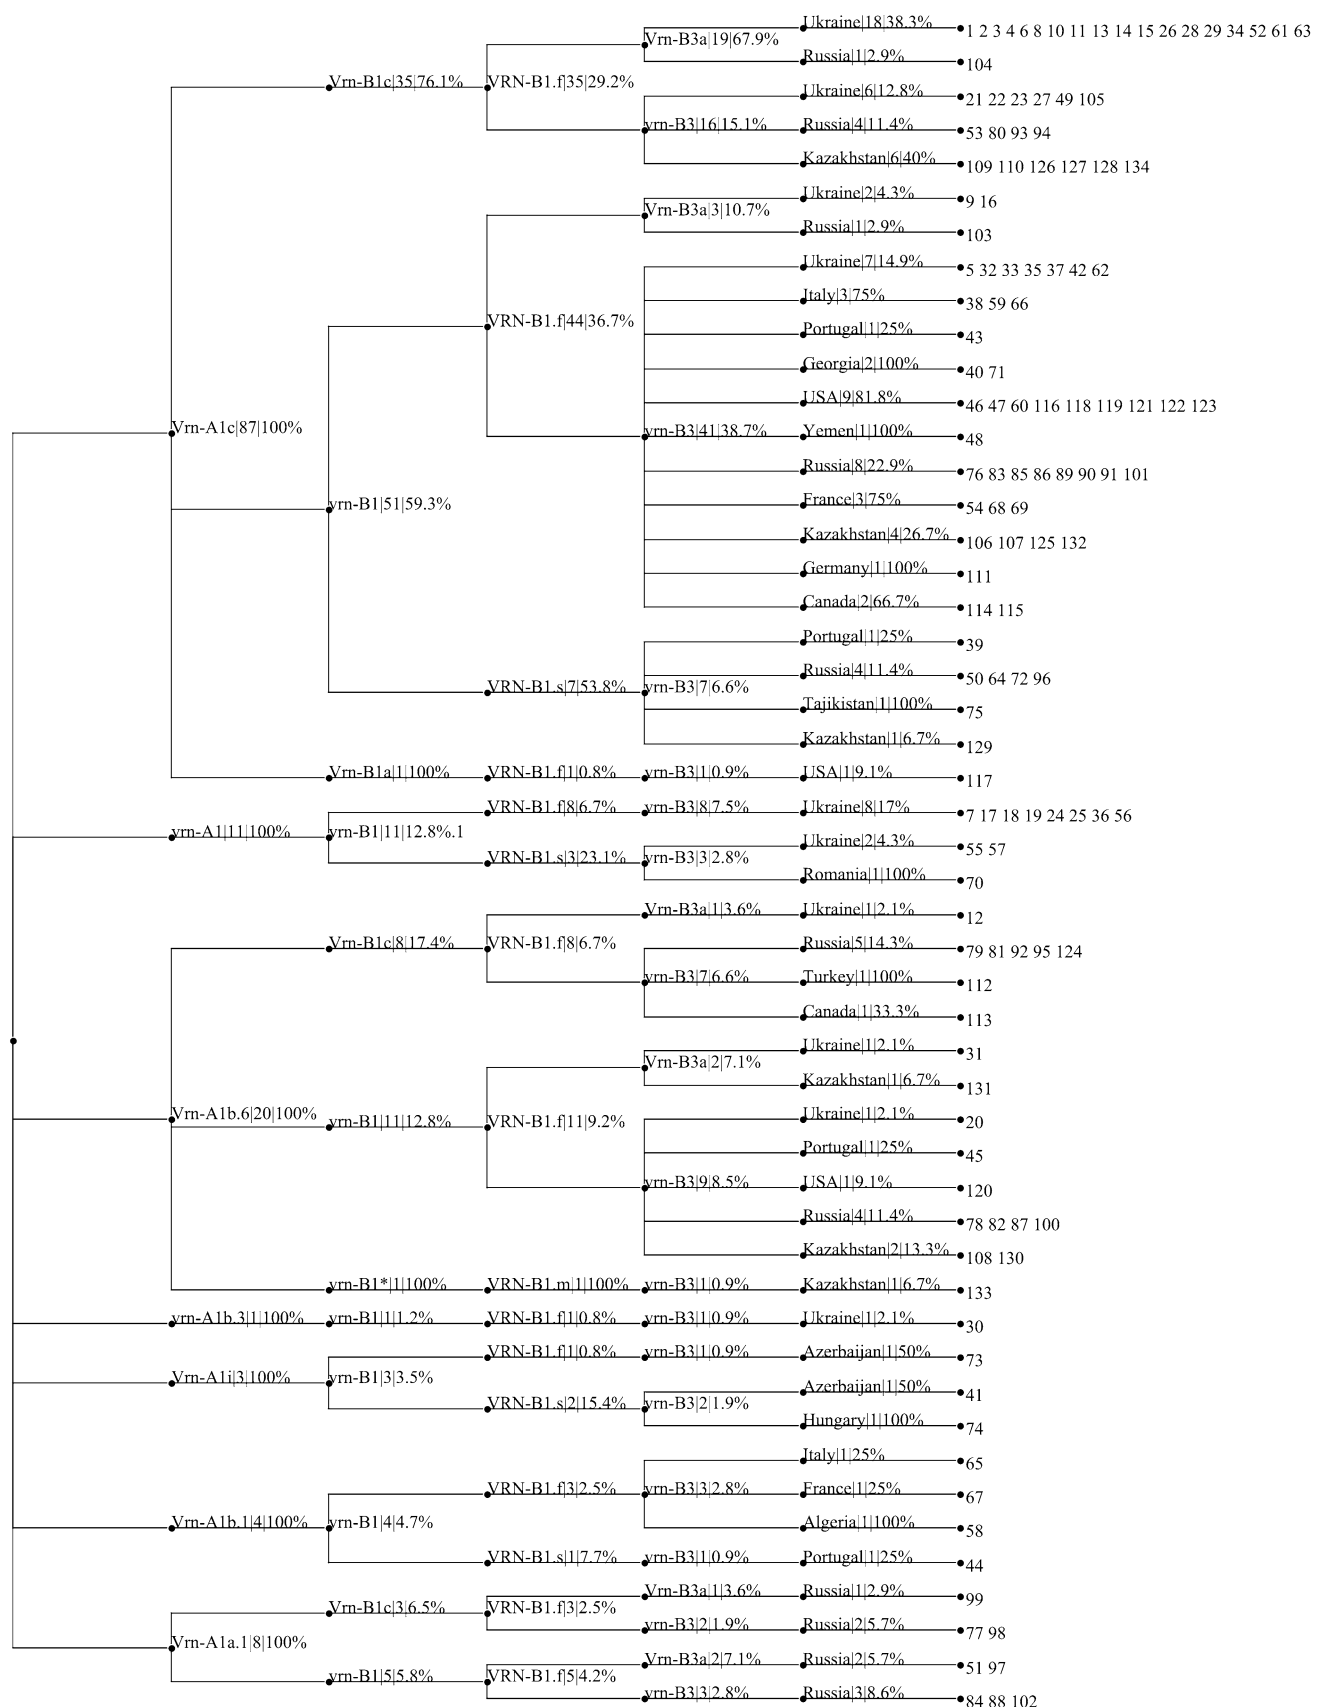 Ukraine|18|38.3%
1 2 3 4 6 8 10 11 13 14 15 26 28 29 34 52 61 63
Vrn-B3a|19|67.9%
Russia|1|2.9%
104
Vrn-B1c|35|76.1%
VRN-B1.f|35|29.2%
Ukraine|6|12.8%
21 22 23 27 49 105
vrn-B3|16|15.1%
Russia|4|11.4%
53 80 93 94
Kazakhstan|6|40%
109 110 126 127 128 134
Ukraine|2|4.3%
9 16
Vrn-B3a|3|10.7%
Russia|1|2.9%
103
Ukraine|7|14.9%
5 32 33 35 37 42 62
Italy|3|75%
38 59 66
VRN-B1.f|44|36.7%
Portugal|1|25%
43
Georgia|2|100%
40 71
USA|9|81.8%
46 47 60 116 118 119 121 122 123
Vrn-A1c|87|100%
vrn-B3|41|38.7%
Yemen|1|100%
48
Russia|8|22.9%
76 83 85 86 89 90 91 101
vrn-B1|51|59.3%
France|3|75%
54 68 69
Kazakhstan|4|26.7%
106 107 125 132
Germany|1|100%
111
Canada|2|66.7%
114 115
Portugal|1|25%
39
Russia|4|11.4%
50 64 72 96
VRN-B1.s|7|53.8%
vrn-B3|7|6.6%
Tajikistan|1|100%
75
Kazakhstan|1|6.7%
129
Vrn-B1a|1|100%
VRN-B1.f|1|0.8%
vrn-B3|1|0.9%
USA|1|9.1%
117
VRN-B1.f|8|6.7%
vrn-B3|8|7.5%
Ukraine|8|17%
7 17 18 19 24 25 36 56
vrn-A1|11|100%
vrn-B1|11|12.8%.1
Ukraine|2|4.3%
55 57
VRN-B1.s|3|23.1%
vrn-B3|3|2.8%
Romania|1|100%
70
Vrn-B3a|1|3.6%
Ukraine|1|2.1%
12
Vrn-B1c|8|17.4%
VRN-B1.f|8|6.7%
Russia|5|14.3%
79 81 92 95 124
vrn-B3|7|6.6%
Turkey|1|100%
112
Canada|1|33.3%
113
Ukraine|1|2.1%
31
Vrn-B3a|2|7.1%
Kazakhstan|1|6.7%
131
Vrn-A1b.6|20|100%
vrn-B1|11|12.8%
VRN-B1.f|11|9.2%
Ukraine|1|2.1%
20
Portugal|1|25%
45
vrn-B3|9|8.5%
USA|1|9.1%
120
Russia|4|11.4%
78 82 87 100
Kazakhstan|2|13.3%
108 130
vrn-B1*|1|100%
VRN-B1.m|1|100%
vrn-B3|1|0.9%
Kazakhstan|1|6.7%
133
vrn-A1b.3|1|100%
vrn-B1|1|1.2%
VRN-B1.f|1|0.8%
vrn-B3|1|0.9%
Ukraine|1|2.1%
30
VRN-B1.f|1|0.8%
vrn-B3|1|0.9%
Azerbaijan|1|50%
73
Vrn-A1i|3|100%
vrn-B1|3|3.5%
Azerbaijan|1|50%
41
VRN-B1.s|2|15.4%
vrn-B3|2|1.9%
Hungary|1|100%
74
Italy|1|25%
65
VRN-B1.f|3|2.5%
vrn-B3|3|2.8%
France|1|25%
67
Vrn-A1b.1|4|100%
vrn-B1|4|4.7%
Algeria|1|100%
58
VRN-B1.s|1|7.7%
vrn-B3|1|0.9%
Portugal|1|25%
44
Vrn-B3a|1|3.6%
Russia|1|2.9%
99
Vrn-B1c|3|6.5%
VRN-B1.f|3|2.5%
vrn-B3|2|1.9%
Russia|2|5.7%
77 98
Vrn-A1a.1|8|100%
Vrn-B3a|2|7.1%
Russia|2|5.7%
51 97
vrn-B1|5|5.8%
VRN-B1.f|5|4.2%
vrn-B3|3|2.8%
Russia|3|8.6%
84 88 102